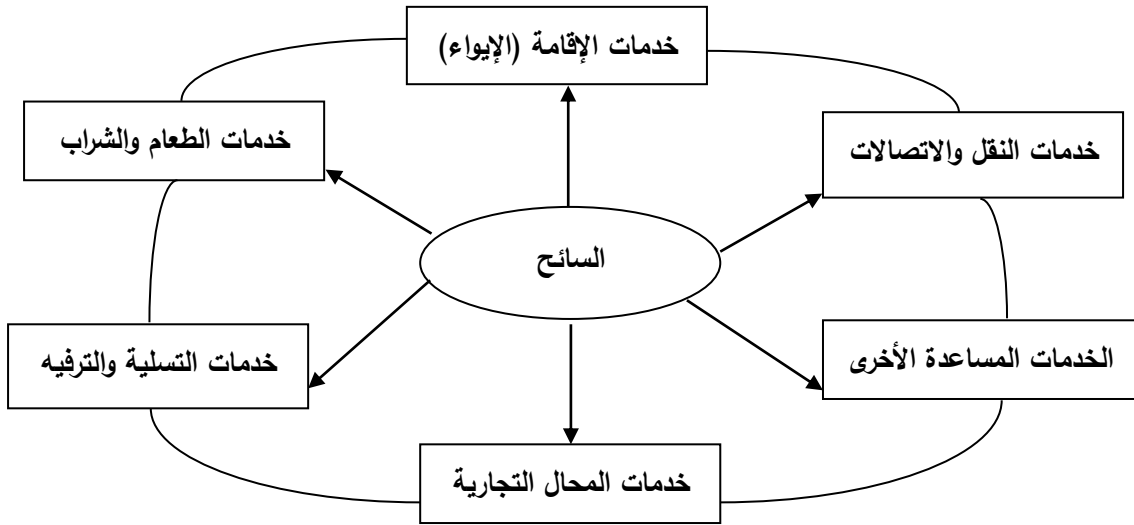 خدمات الإقامة (الإيواء)
خدمات النقل والاتصالات
خدمات الطعام والشراب
السائح
الخدمات المساعدة الأخرى
خدمات التسلية والترفيه
خدمات المحال التجارية